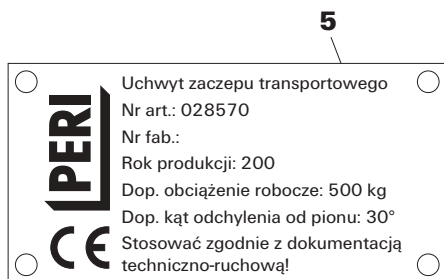 5
Uchwyt zaczepu transportowego
Nr art.: 028570
Nr fab.:
Rok produkcji: 200
Dop. obciążenie robocze: 500 kg
Dop. kąt odchylenia od pionu: 30°
Stosować zgodnie z dokumentacją
techniczno-ruchową!
PERI
CE